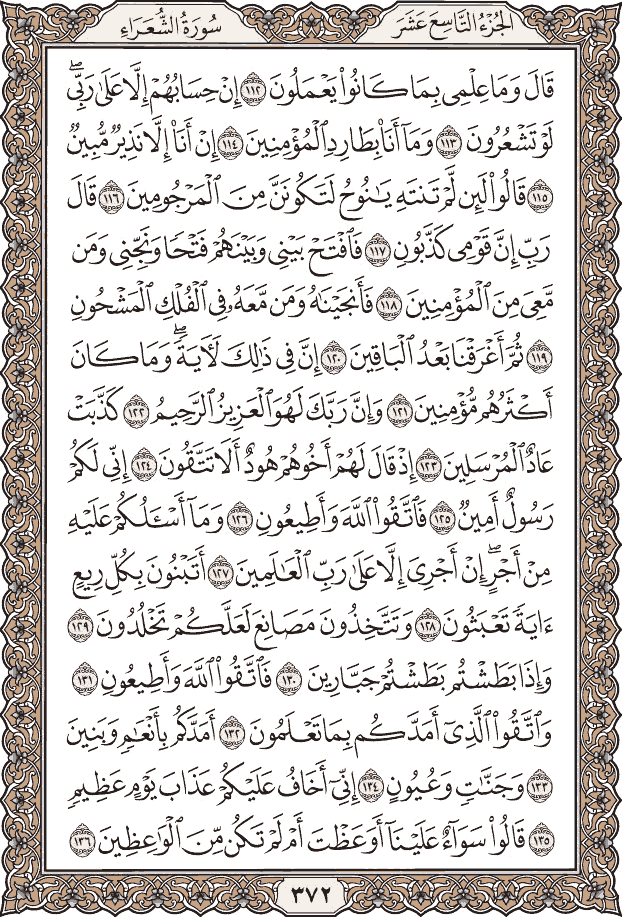 الجُزْءُ التَّاسِعَ عَشَرَ
سُورَةُ الشُّعَرَاءِ
قَالَ وَمَا عِلْمِى بِمَا كَانُوا۟ يَعْمَلُونَ ١١٢ إِنْ حِسَابُهُمْ إِلَّا عَلَىٰ رَبِّى ۖ
لَوْ تَشْعُرُونَ ١١٣ وَمَآ أَنَا۠ بِطَارِدِ ٱلْمُؤْمِنِينَ ١١٤ إِنْ أَنَا۠ إِلَّا نَذِيرٌ مُّبِينٌ
١١٥ قَالُوا۟ لَئِن لَّمْ تَنتَهِ يَـٰنُوحُ لَتَكُونَنَّ مِنَ ٱلْمَرْجُومِينَ ١١٦ قَالَ
رَبِّ إِنَّ قَوْمِى كَذَّبُونِ ١١٧ فَٱفْتَحْ بَيْنِى وَبَيْنَهُمْ فَتْحًا وَنَجِّنِى وَمَن
مَّعِىَ مِنَ ٱلْمُؤْمِنِينَ ١١٨ فَأَنجَيْنَـٰهُ وَمَن مَّعَهُۥ فِى ٱلْفُلْكِ ٱلْمَشْحُونِ
١١٩ ثُمَّ أَغْرَقْنَا بَعْدُ ٱلْبَاقِينَ ١٢٠ إِنَّ فِى ذَٰلِكَ لَـَٔايَةً ۖ وَمَا كَانَ
أَكْثَرُهُم مُّؤْمِنِينَ ١٢١ وَإِنَّ رَبَّكَ لَهُوَ ٱلْعَزِيزُ ٱلرَّحِيمُ ١٢٢ كَذَّبَتْ
عَادٌ ٱلْمُرْسَلِينَ ١٢٣ إِذْ قَالَ لَهُمْ أَخُوهُمْ هُودٌ أَلَا تَتَّقُونَ ١٢٤ إِنِّى لَكُمْ
رَسُولٌ أَمِينٌ ١٢٥ فَٱتَّقُوا۟ ٱللَّهَ وَأَطِيعُونِ ١٢٦ وَمَآ أَسْـَٔلُكُمْ عَلَيْهِ
مِنْ أَجْرٍ ۖ إِنْ أَجْرِىَ إِلَّا عَلَىٰ رَبِّ ٱلْعَـٰلَمِينَ ١٢٧ أَتَبْنُونَ بِكُلِّ رِيعٍ
ءَايَةً تَعْبَثُونَ ١٢٨ وَتَتَّخِذُونَ مَصَانِعَ لَعَلَّكُمْ تَخْلُدُونَ ١٢٩
وَإِذَا بَطَشْتُم بَطَشْتُمْ جَبَّارِينَ ١٣٠ فَٱتَّقُوا۟ ٱللَّهَ وَأَطِيعُونِ ١٣١
وَٱتَّقُوا۟ ٱلَّذِىٓ أَمَدَّكُم بِمَا تَعْلَمُونَ ١٣٢ أَمَدَّكُم بِأَنْعَـٰمٍ وَبَنِينَ
١٣٣ وَجَنَّـٰتٍ وَعُيُونٍ ١٣٤ إِنِّىٓ أَخَافُ عَلَيْكُمْ عَذَابَ يَوْمٍ عَظِيمٍ
١٣٥ قَالُوا۟ سَوَآءٌ عَلَيْنَآ أَوَعَظْتَ أَمْ لَمْ تَكُن مِّنَ ٱلْوَٰعِظِينَ ١٣٦
٣٧٢